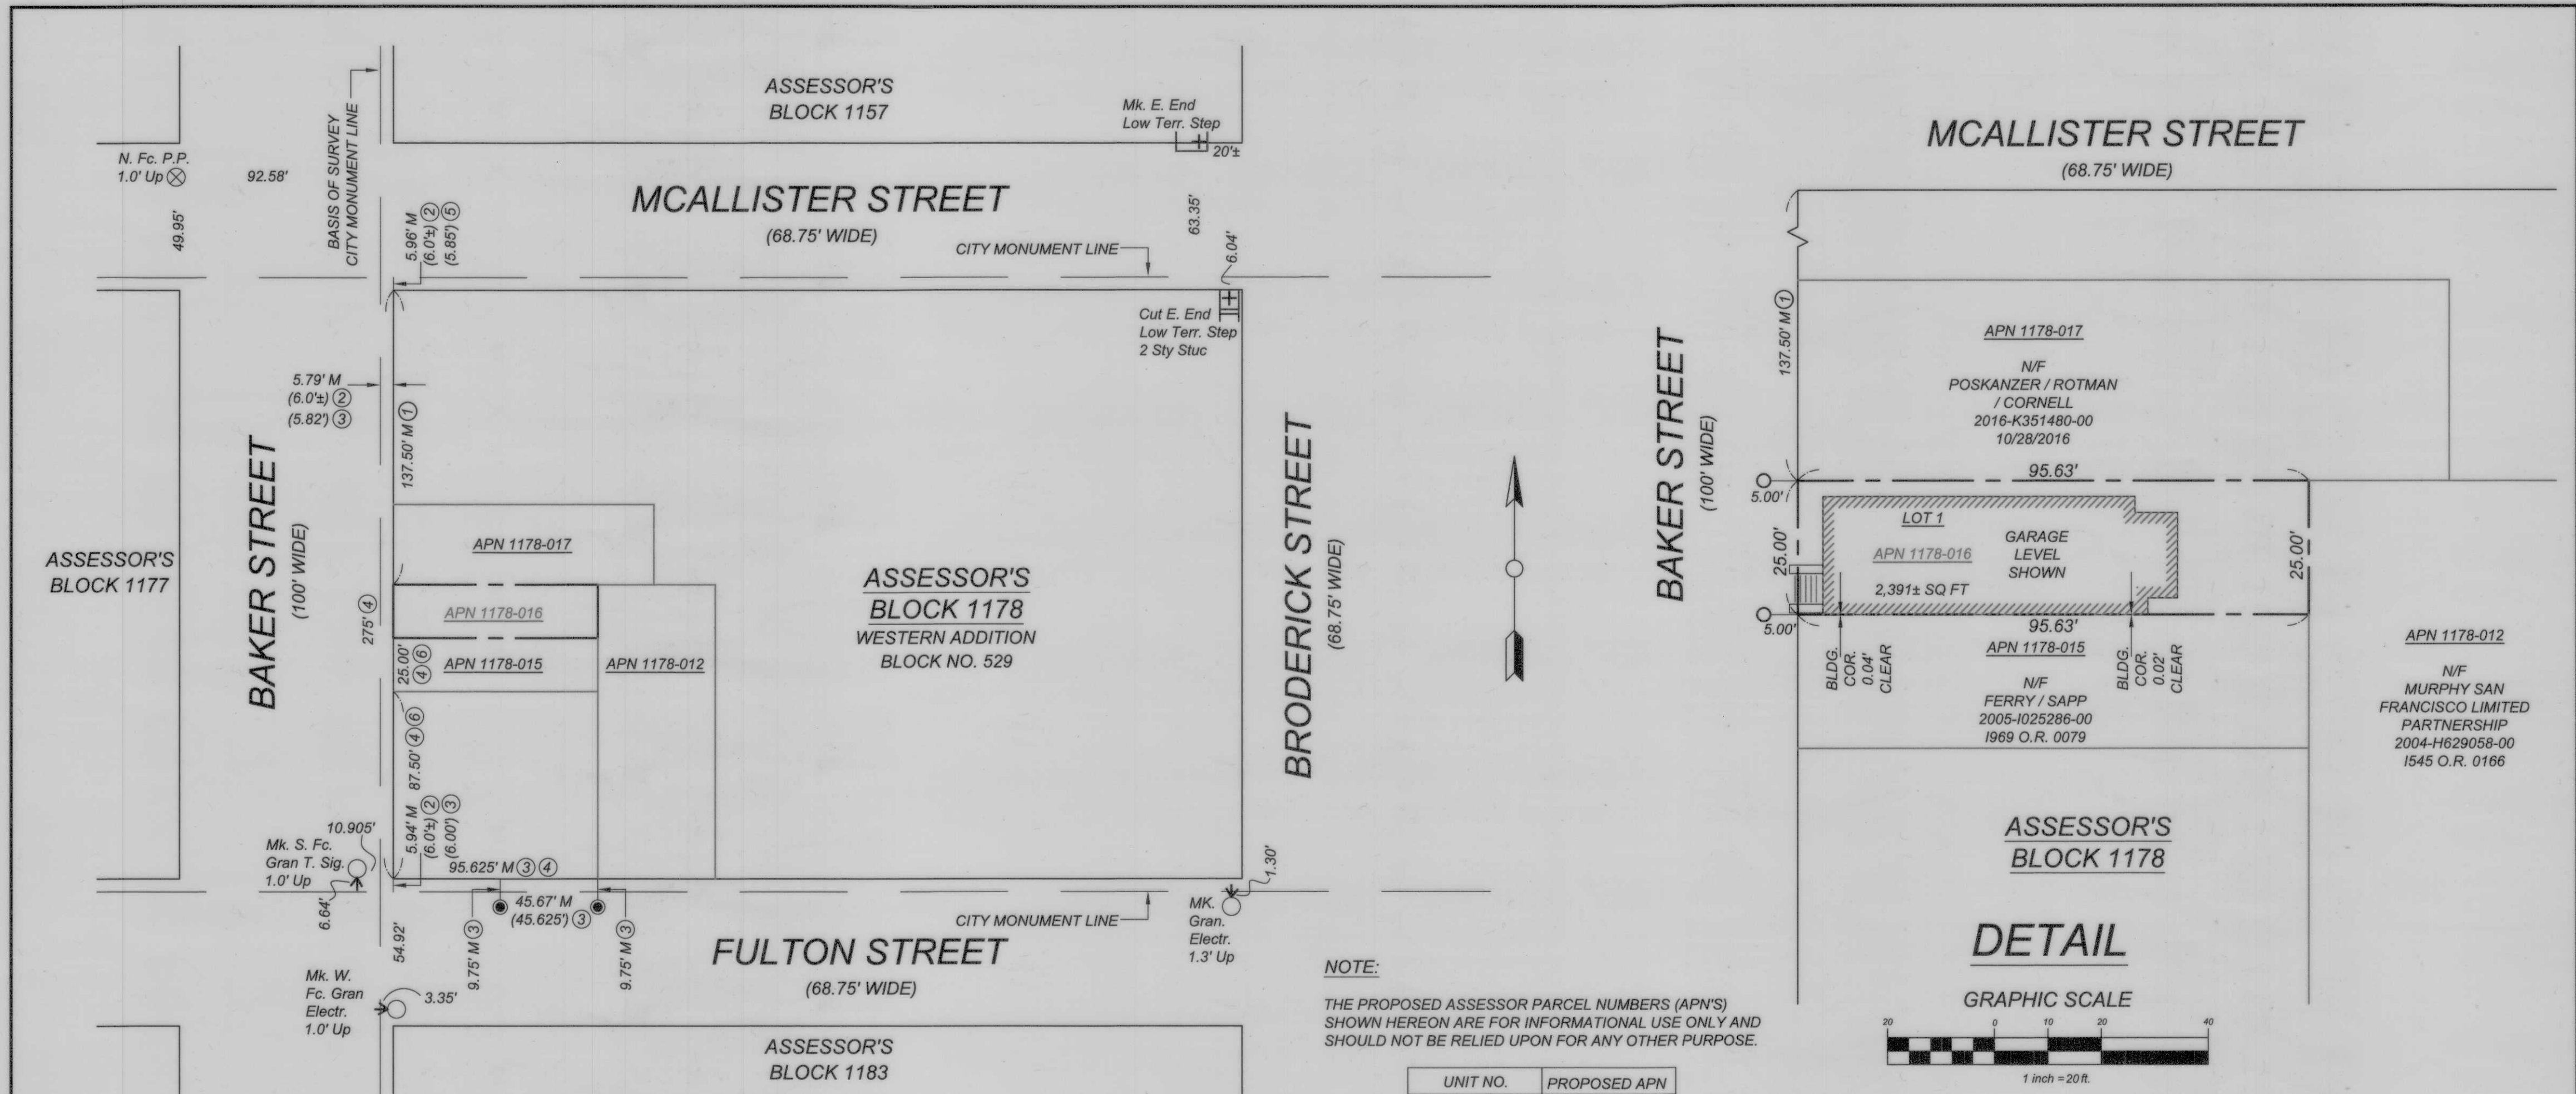 ASSESSOR'S
BLOCK 1157
Mk. E. End
Low Terr. Step
20'±
N. Fc. P.P.
1.0' Up
92.58'
49.95'
BASIS OF SURVEY
CITY MONUMENT LINE
5.96' M
(6.0'±) ②
(5.85') ⑤
MCALLISTER STREET
(68.75' WIDE)
CITY MONUMENT LINE
63.35'
6.04'
Cut E. End
Low Terr. Step
2 Sty Stuc
5.79' M
(6.0'±) ②
(5.82') ③
137.50' M ①
BAKER STREET
(100' WIDE)
ASSESSOR'S
BLOCK 1177
275' ④
APN 1178-017
APN 1178-016
APN 1178-015
APN 1178-012
25.00'
④ ⑥
87.50' ④ ⑥
ASSESSOR'S
BLOCK 1178
WESTERN ADDITION
BLOCK NO. 529
BRODERICK STREET
(68.75' WIDE)
5.94' M
(6.0'±) ②
(6.00') ③
10.905'
Mk. S. Fc.
Gran T. Sig.
1.0' Up
6.64'
54.92'
95.625' M ③ ④
45.67' M
(45.625') ③
9.75' M ③
9.75' M ③
CITY MONUMENT LINE
1.30'
MK.
Gran.
Electr.
1.3' Up
FULTON STREET
(68.75' WIDE)
Mk. W.
Fc. Gran
Electr.
1.0' Up
3.35'
ASSESSOR'S
BLOCK 1183
NOTE:
THE PROPOSED ASSESSOR PARCEL NUMBERS (APN'S)
SHOWN HEREON ARE FOR INFORMATIONAL USE ONLY AND
SHOULD NOT BE RELIED UPON FOR ANY OTHER PURPOSE.
UNIT NO. PROPOSED APN
MCALLISTER STREET
(68.75' WIDE)
137.50' M ①
BAKER STREET
(100' WIDE)
APN 1178-017
N/F
POSKANZER / ROTMAN
/ CORNELL
2016-K351480-00
10/28/2016
95.63'
5.00'
25.00'
LOT 1
APN 1178-016
2,391± SQ FT
GARAGE
LEVEL
SHOWN
25.00'
5.00'
95.63'
BLDG.
COR.
0.04'
CLEAR
APN 1178-015
N/F
FERRY / SAPP
2005-I025286-00
I969 O.R. 0079
BLDG.
COR.
0.02'
CLEAR
APN 1178-012
N/F
MURPHY SAN
FRANCISCO LIMITED
PARTNERSHIP
2004-H629058-00
I545 O.R. 0166
ASSESSOR'S
BLOCK 1178
DETAIL
GRAPHIC SCALE
20 0 10 20 40
1 inch = 20 ft.